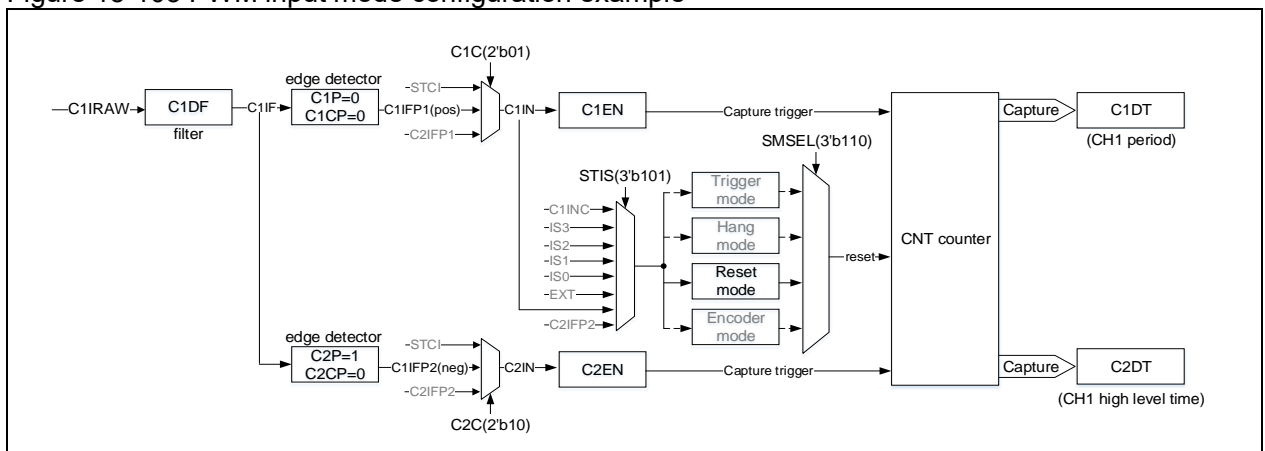 Figure
PWM input mode configuration example
C1C(2'b01)
edge detector
STCI
C1IRAW
C1DF
C1IF
C1P=0
C1CP=0
C1IFP1(pos)
C1IN
C1EN
Capture trigger
Capture
C1DT
filter
C2IFP1
(CH1 period)
SMSEL(3'b110)
STIS(3'b101)
Trigger
mode
C1INC
IS3
Hang
mode
IS2
CNT counter
IS1
reset
IS0
Reset
mode
EXT
C2IFP2
Encoder
mode
edge detector
STCI
C2P=1
C2CP=0
C1IFP2(neg)
C2IN
C2EN
Capture trigger
Capture
C2DT
C2IFP2
(CH1 high level time)
C2C(2'b10)